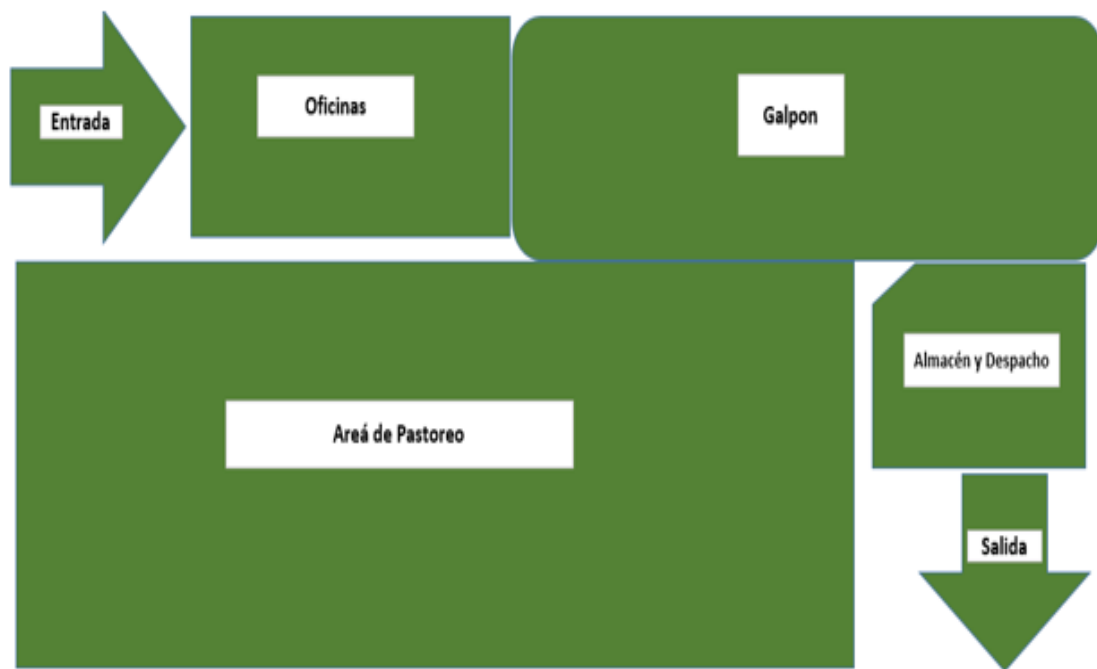 Entrada
Oficinas
Galpon
Almacén y Despacho
Areá de Pastoreo
Salida